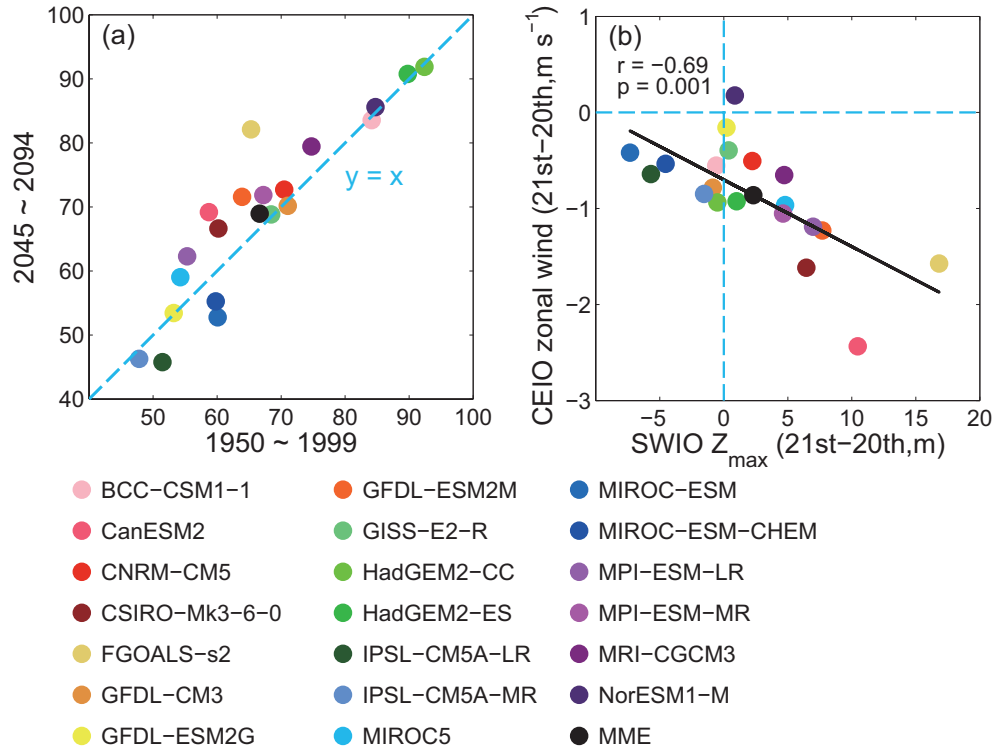 (a)
100
90
80
70
60
50
40
2045 ~ 2094
y = x
50 60 70 80 90 100
1950 ~ 1999
(b)
r = −0.69
p = 0.001
1
0
−1
−2
−3
CEIO zonal wind (21st−20th,m s⁻¹)
−5 0 5 10 15 20
SWIO Zmax (21st−20th,m)
BCC−CSM1−1
CanESM2
CNRM−CM5
CSIRO−Mk3−6−0
FGOALS−s2
GFDL−CM3
GFDL−ESM2G
GFDL−ESM2M
GISS−E2−R
HadGEM2−CC
HadGEM2−ES
IPSL−CM5A−LR
IPSL−CM5A−MR
MIROC5
MIROC−ESM
MIROC−ESM−CHEM
MPI−ESM−LR
MPI−ESM−MR
MRI−CGCM3
NorESM1−M
MME